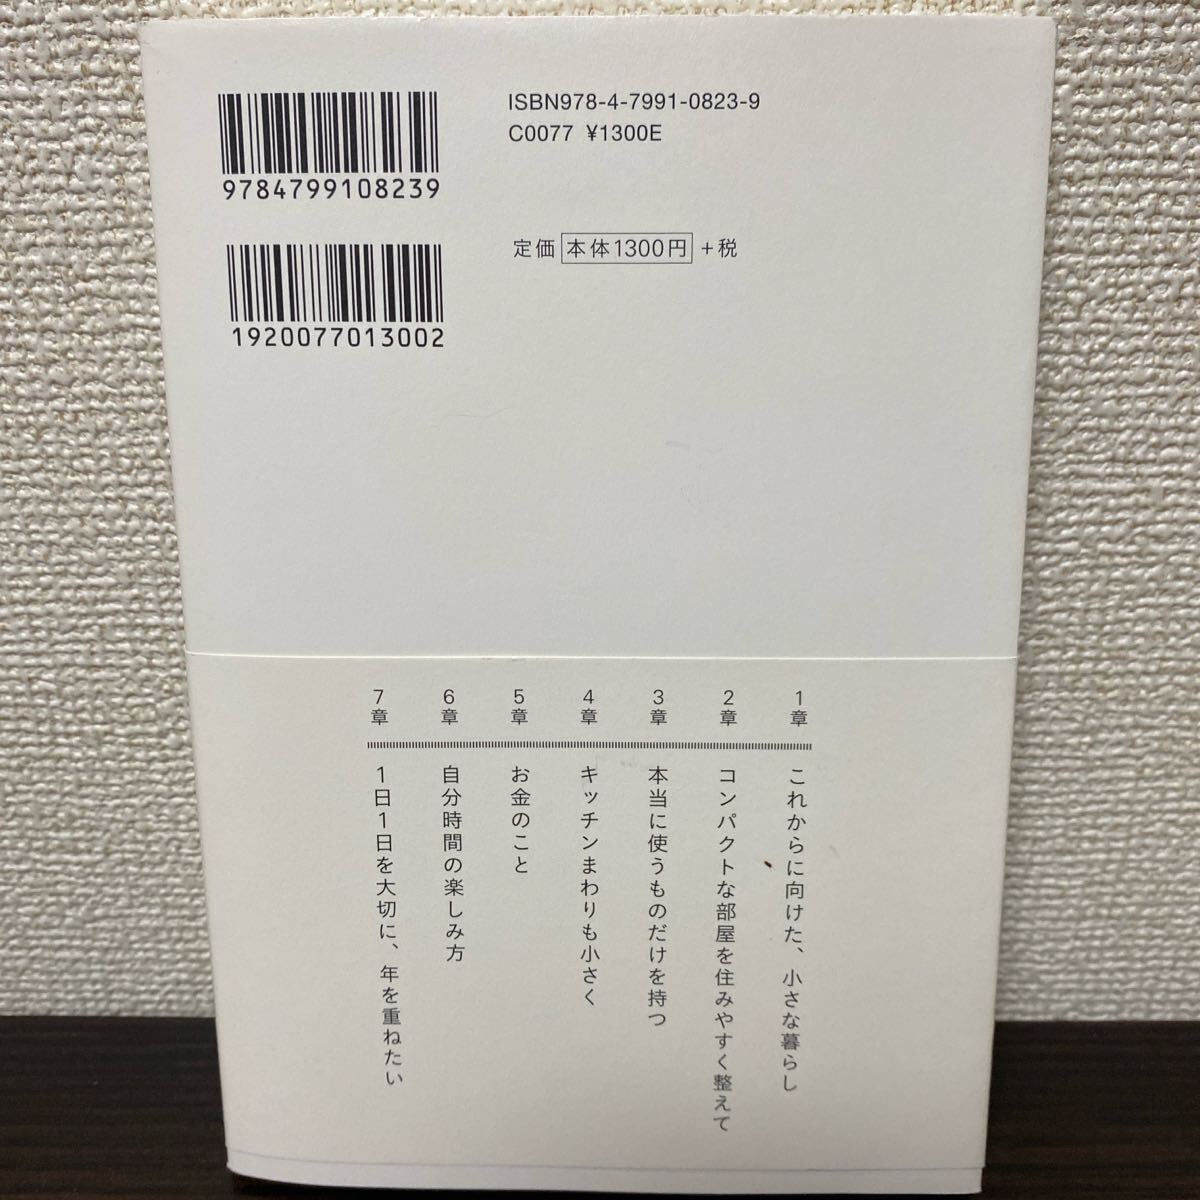 ISBN978-4-7991-0823-9
C0077 ¥1300E
9784799108239
定価 本体1300円 +税
1920077013002
1章 これからに向けた、小さな暮らし
2章 コンパクトな部屋を住みやすく整えて
3章 本当に使うものだけを持つ
4章 キッチンまわりも小さく
5章 お金のこと
6章 自分時間の楽しみ方
7章 1日1日を大切に、年を重ねたい